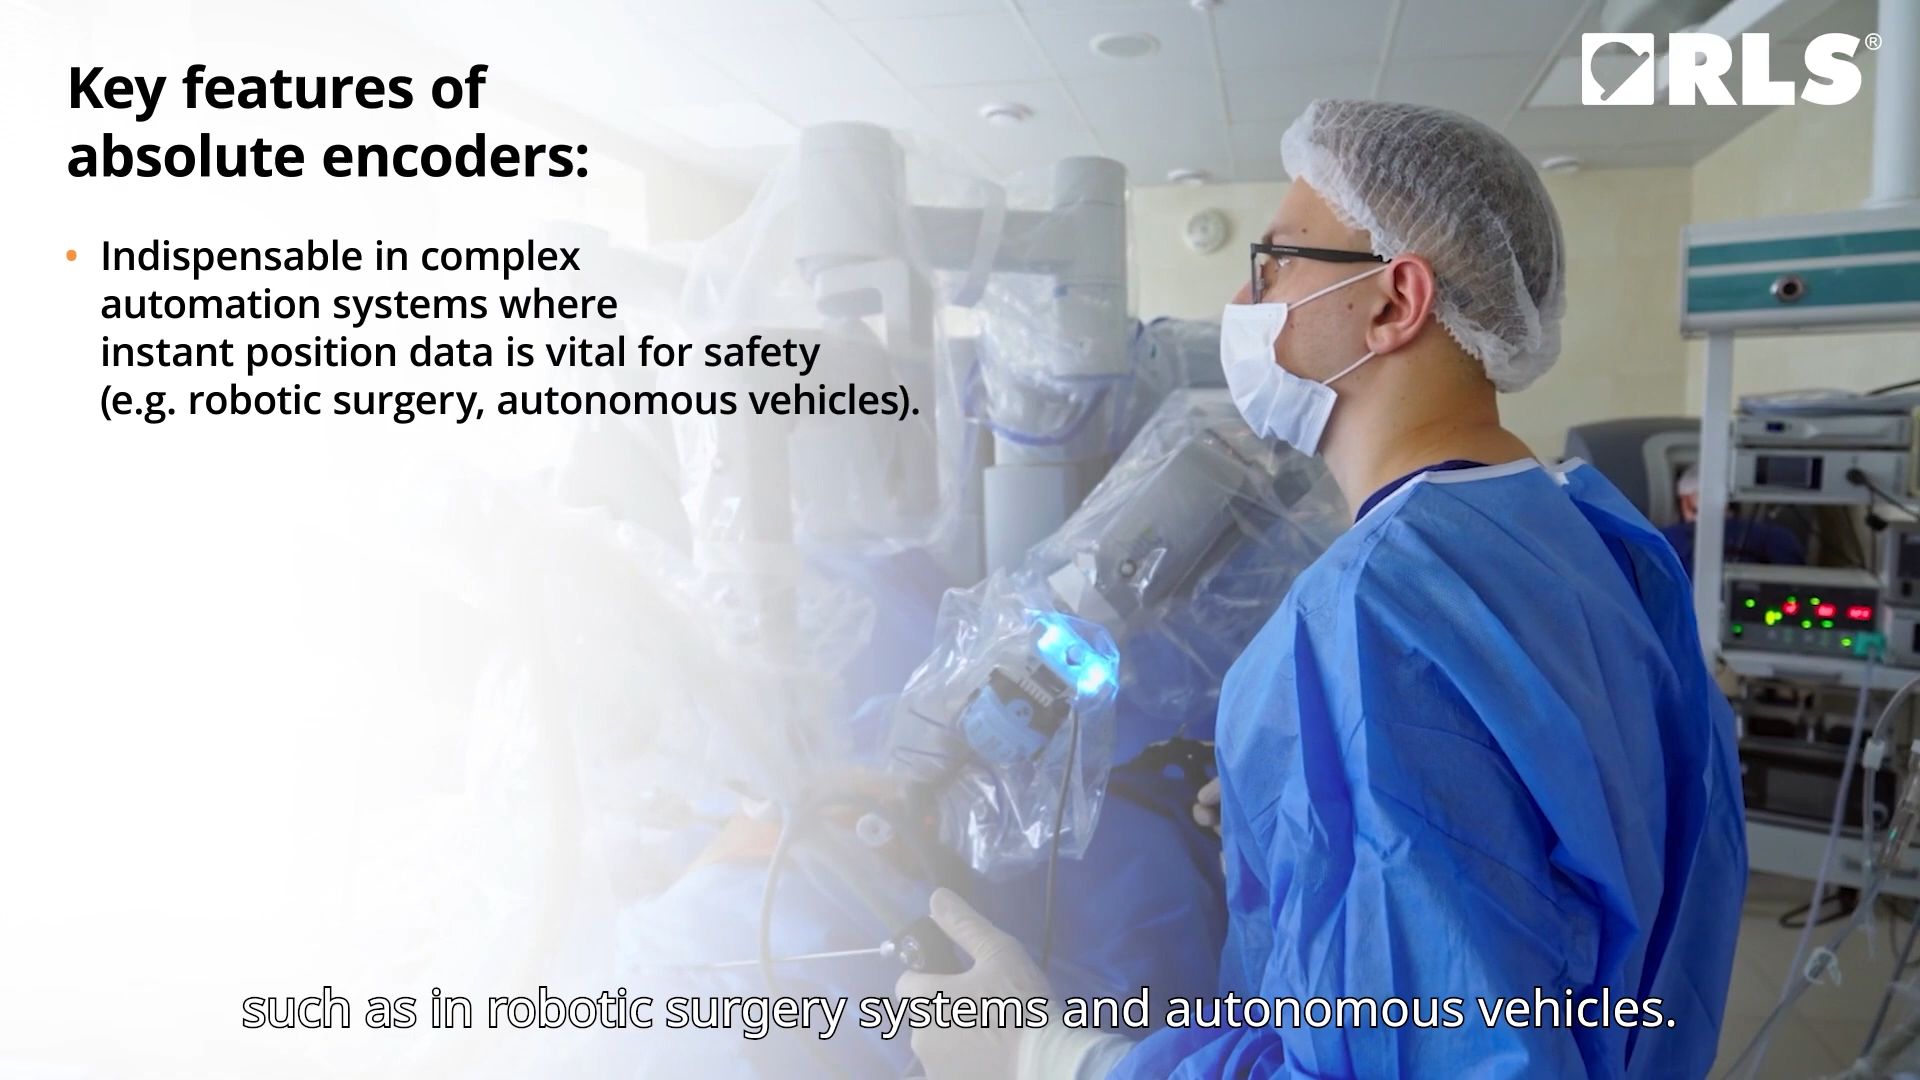 Key features of
absolute encoders:
RLS®
• Indispensable in complex
automation systems where
instant position data is vital for safety
(e.g. robotic surgery, autonomous vehicles).
such as in robotic surgery systems and autonomous vehicles.